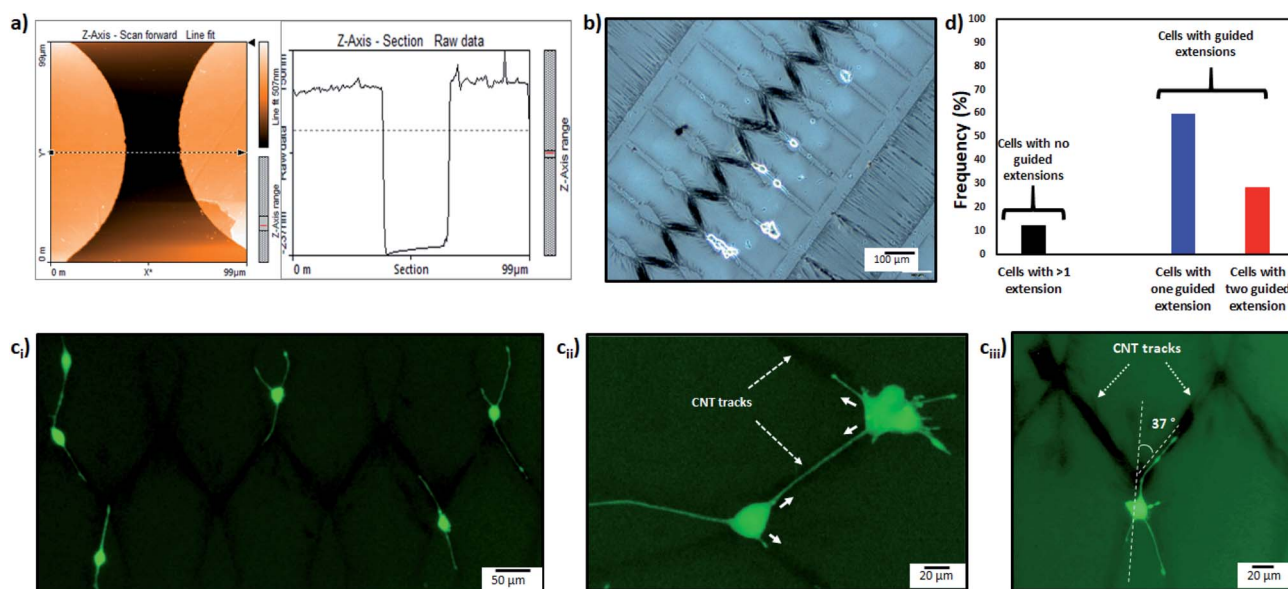 a)
Z-Axis - Scan forward Line fit
99µm
Y*
0 m
0 m
X*
99µm
Line fit 507nm
Z-Axis range
Z-Axis - Section Raw data
150nm
Raw data
-237nm
0 m
Section
99µm
Z-Axis range
b)
100 µm
d)
Frequency (%)
100
90
80
70
60
50
40
30
20
10
0
Cells with no
guided
extensions
Cells with guided
extensions
Cells with >1
extension
Cells with
one guided
extension
Cells with
two guided
extension
ci)
50 µm
cii)
CNT tracks
20 µm
ciii)
CNT tracks
37 °
20 µm